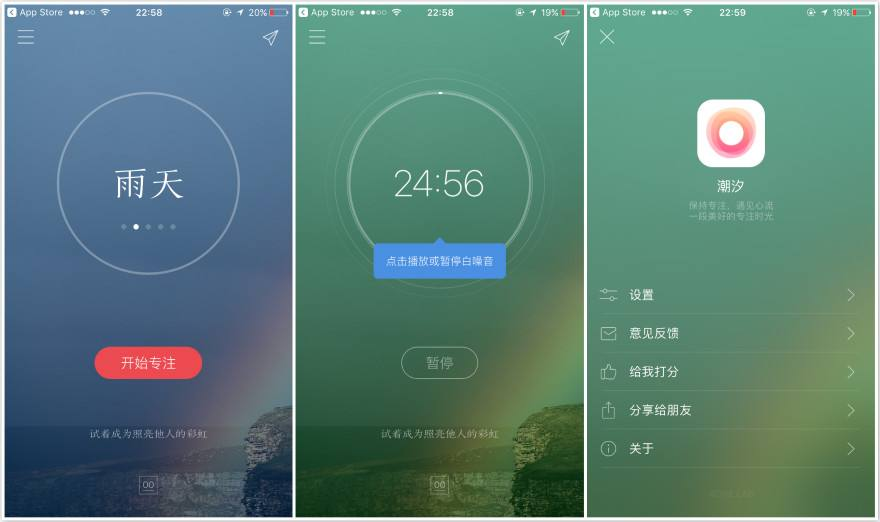 App Store
22:58
20%
雨天
开始专注
试着成为照亮他人的彩虹
00
App Store
22:58
19%
24:56
点击播放或暂停白噪音
暂停
试着成为照亮他人的彩虹
00
App Store
22:59
19%
潮汐
保持专注，遇见心流
一段美好的专注时光
设置
意见反馈
给我打分
分享给朋友
关于